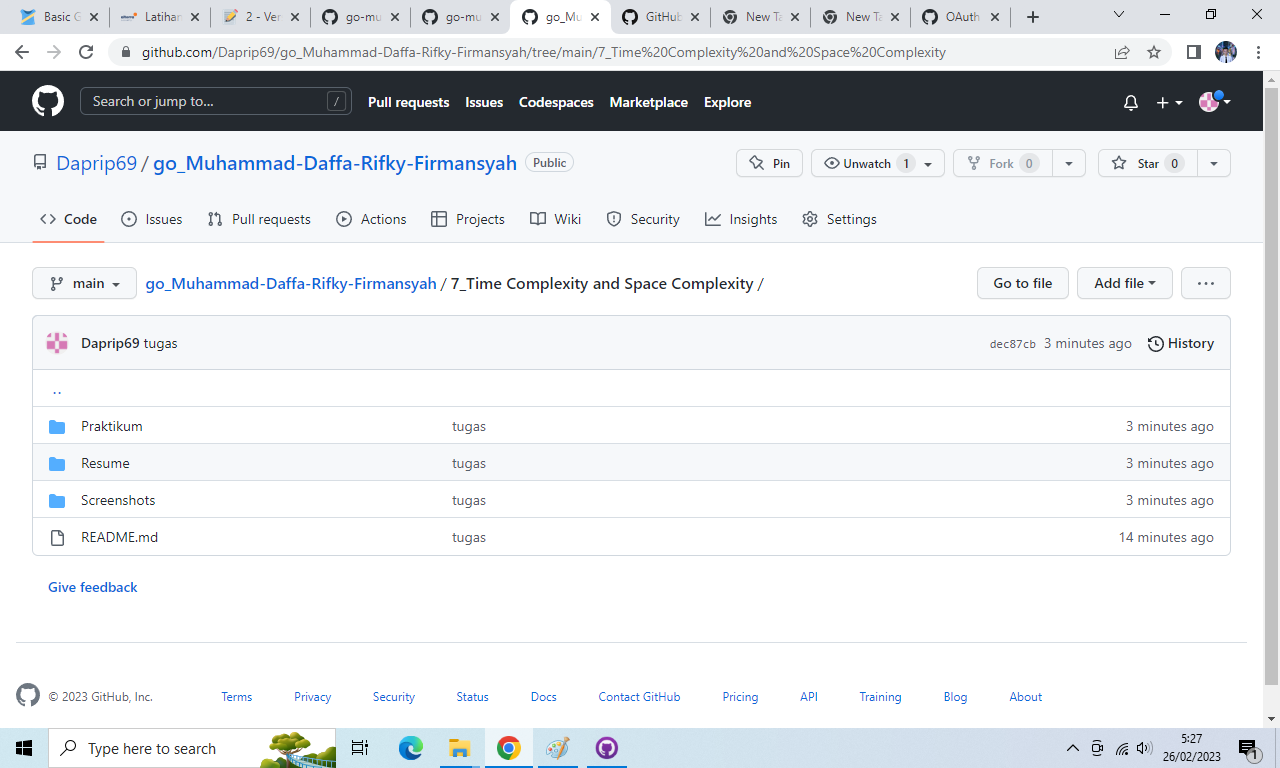 Basic G
Latihan
2 - Ver
go-mu
go-mu
go_Mu
GitHub
New Ta
New Ta
OAuth
github.com/Daprip69/go_Muhammad-Daffa-Rifky-Firmansyah/tree/main/7_Time%20Complexity%20and%20Space%20Complexity
Search or jump to...
/
Pull requests
Issues
Codespaces
Marketplace
Explore
Daprip69 / go_Muhammad-Daffa-Rifky-Firmansyah
Public
Pin
Unwatch 1
Fork 0
Star 0
Code
Issues
Pull requests
Actions
Projects
Wiki
Security
Insights
Settings
main
go_Muhammad-Daffa-Rifky-Firmansyah / 7_Time Complexity and Space Complexity /
Go to file
Add file
...
Daprip69 tugas
dec87cb 3 minutes ago
History
..
Praktikum tugas 3 minutes ago
Resume tugas 3 minutes ago
Screenshots tugas 3 minutes ago
README.md tugas 14 minutes ago
Give feedback
© 2023 GitHub, Inc.
Terms
Privacy
Security
Status
Docs
Contact GitHub
Pricing
API
Training
Blog
About
Type here to search
5:27
26/02/2023
1